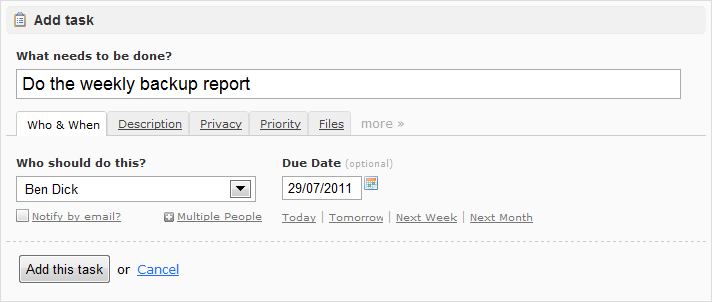 Add task
What needs to be done?
Do the weekly backup report
Who & When Description Privacy Priority Files more »
Who should do this? Due Date (optional)
Ben Dick 29/07/2011
Notify by email? Multiple People Today | Tomorrow | Next Week | Next Month
Add this task or Cancel